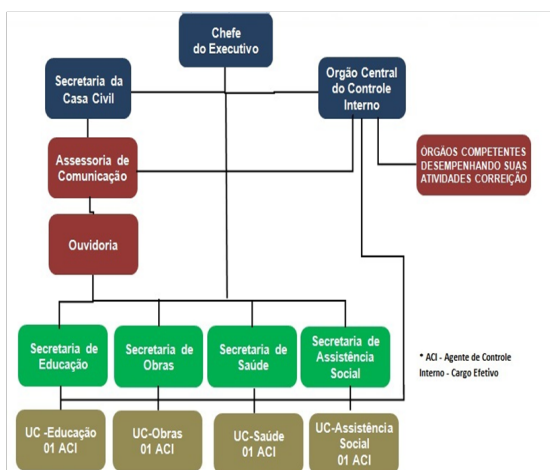 Chefe
do Executivo
Secretaria da
Casa Civil
Orgão Central
do Controle
Interno
Assessoria de
Comunicação
ÓRGÃOS COMPETENTES
DESEMPENHANDO SUAS
ATIVIDADES CORREIÇÃO
Ouvidoria
Secretaria de
Educação
Secretaria de
Obras
Secretaria de
Saúde
Secretaria de
Assistência
Social
* ACI - Agente de Controle
Interno - Cargo Efetivo
UC -Educação
01 ACI
UC-Obras
01 ACI
UC-Saúde
01 ACI
UC-Assistência
Social
01 ACI